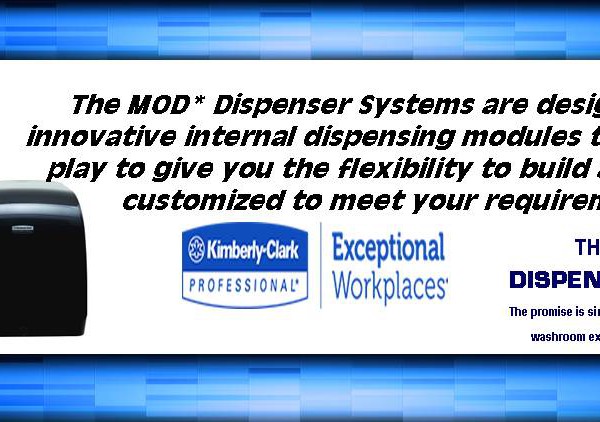 The MOD* Dispenser Systems are desig
innovative internal dispensing modules t
play to give you the flexibility to build
customized to meet your requiren
Kimberly-Clark
PROFESSIONAL*
Exceptional
Workplaces*
TH
DISPEN
The promise is si
washroom ex